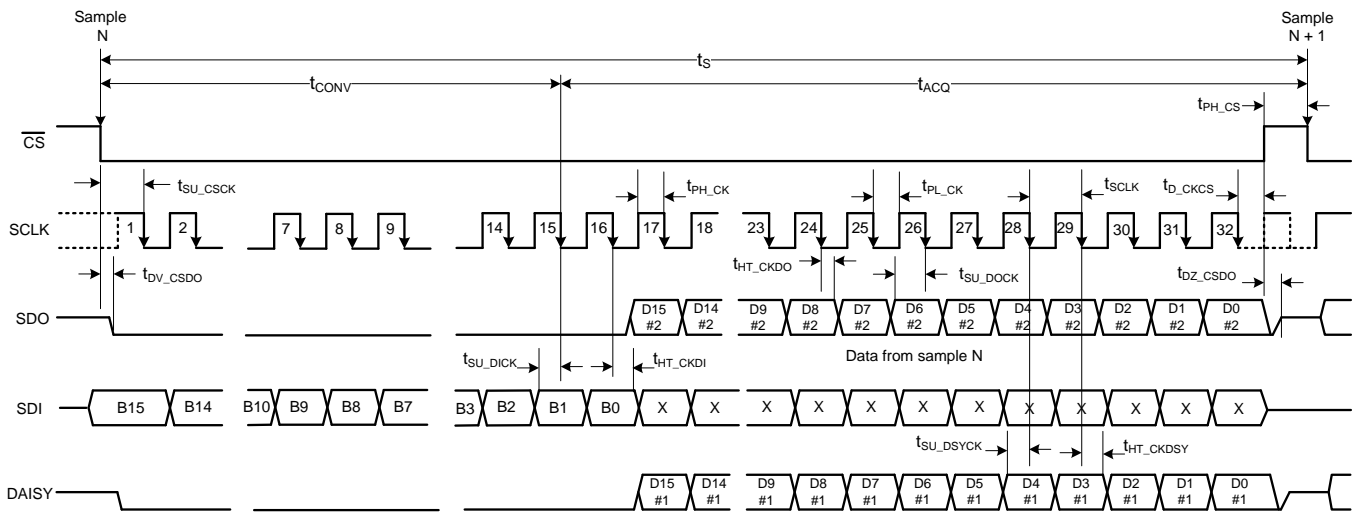 Sample N Sample N + 1
tS
tCONV tACQ
tPH_CS
CS
tSU_CSCK tPH_CK tPL_CK tSCLK tD_CKCS
SCLK 1 2 7 8 9 14 15 16 17 18 23 24 25 26 27 28 29 30 31 32
tDV_CSDO tHT_CKDO tSU_DOCK tDZ_CSDO
SDO D15 #2 D14 #2 D9 #2 D8 #2 D7 #2 D6 #2 D5 #2 D4 #2 D3 #2 D2 #2 D1 #2 D0 #2
tSU_DICK tHT_CKDI Data from sample N
SDI B15 B14 B10 B9 B8 B7 B3 B2 B1 B0 X X X X X X X X X X X X
tSU_DSYCK tHT_CKDSY
DAISY D15 #1 D14 #1 D9 #1 D8 #1 D7 #1 D6 #1 D5 #1 D4 #1 D3 #1 D2 #1 D1 #1 D0 #1